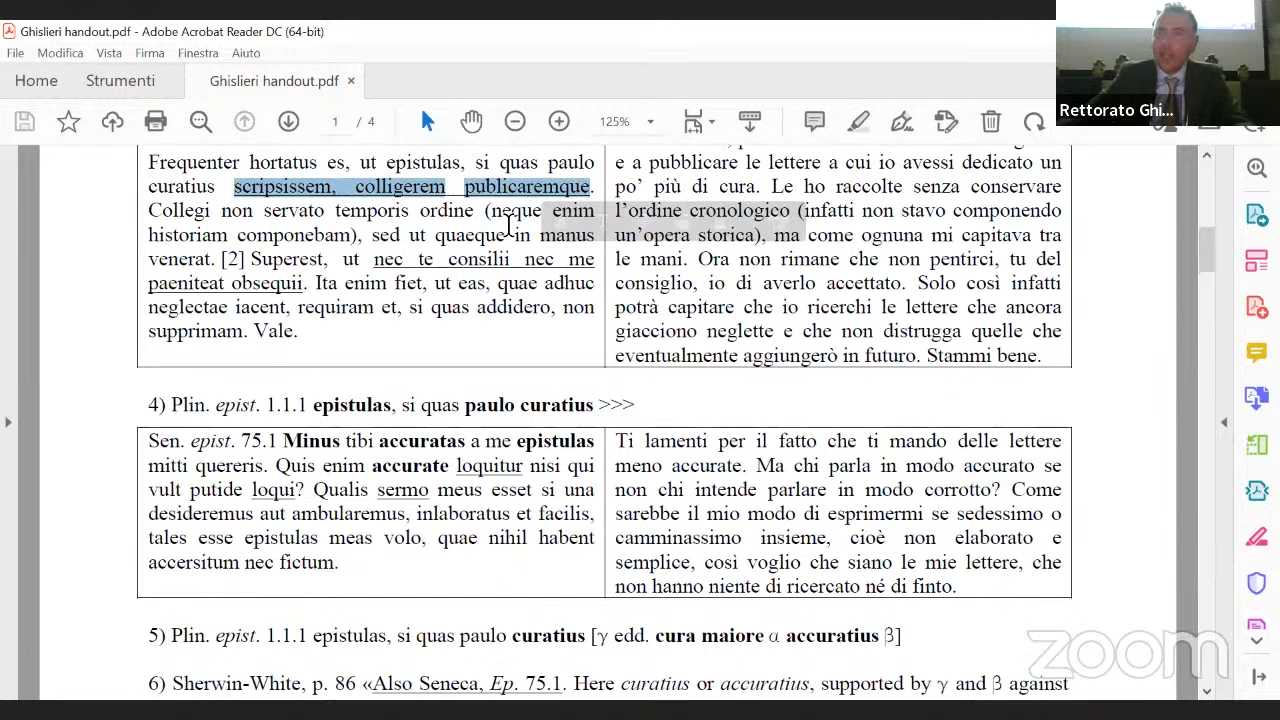 Ghislieri handout.pdf - Adobe Acrobat Reader DC (64-bit)
File Modifica Vista Firma Finestra Aiuto
Home Strumenti Ghislieri handout.pdf ×
1 / 4 125%
Rettorato Ghi...
Frequenter hortatus es, ut epistulas, si quas paulo
curatius scripsissem, colligerem publicaremque.
Collegi non servato temporis ordine (neque enim
historiam componebam), sed ut quaeque in manus
venerat. [2] Superest, ut nec te consilii nec me
paeniteat obsequii. Ita enim fiet, ut eas, quae adhuc
neglectae iacent, requiram et, si quas addidero, non
supprimam. Vale.
e a pubblicare le lettere a cui io avessi dedicato un
po’ più di cura. Le ho raccolte senza conservare
l’ordine cronologico (infatti non stavo componendo
un’opera storica), ma come ognuna mi capitava tra
le mani. Ora non rimane che non pentirci, tu del
consiglio, io di averlo accettato. Solo così infatti
potrà capitare che io ricerchi le lettere che ancora
giacciono neglette e che non distrugga quelle che
eventualmente aggiungerò in futuro. Stammi bene.
4) Plin. epist. 1.1.1 epistulas, si quas paulo curatius >>>
Sen. epist. 75.1 Minus tibi accuratas a me epistulas
mitti quereris. Quis enim accurate loquitur nisi qui
vult putide loqui? Qualis sermo meus esset si una
desideremus aut ambularemus, inlaboratus et facilis,
tales esse epistulas meas volo, quae nihil habent
accersitum nec fictum.
Ti lamenti per il fatto che ti mando delle lettere
meno accurate. Ma chi parla in modo accurato se
non chi intende parlare in modo corrotto? Come
sarebbe il mio modo di esprimermi se sedessimo o
camminassimo insieme, cioè non elaborato e
semplice, così voglio che siano le mie lettere, che
non hanno niente di ricercato né di finto.
5) Plin. epist. 1.1.1 epistulas, si quas paulo curatius [γ edd. cura maiore α accuratius β]
6) Sherwin-White, p. 86 «Also Seneca, Ep. 75.1. Here curatius or accuratius, supported by γ and β against
zoom